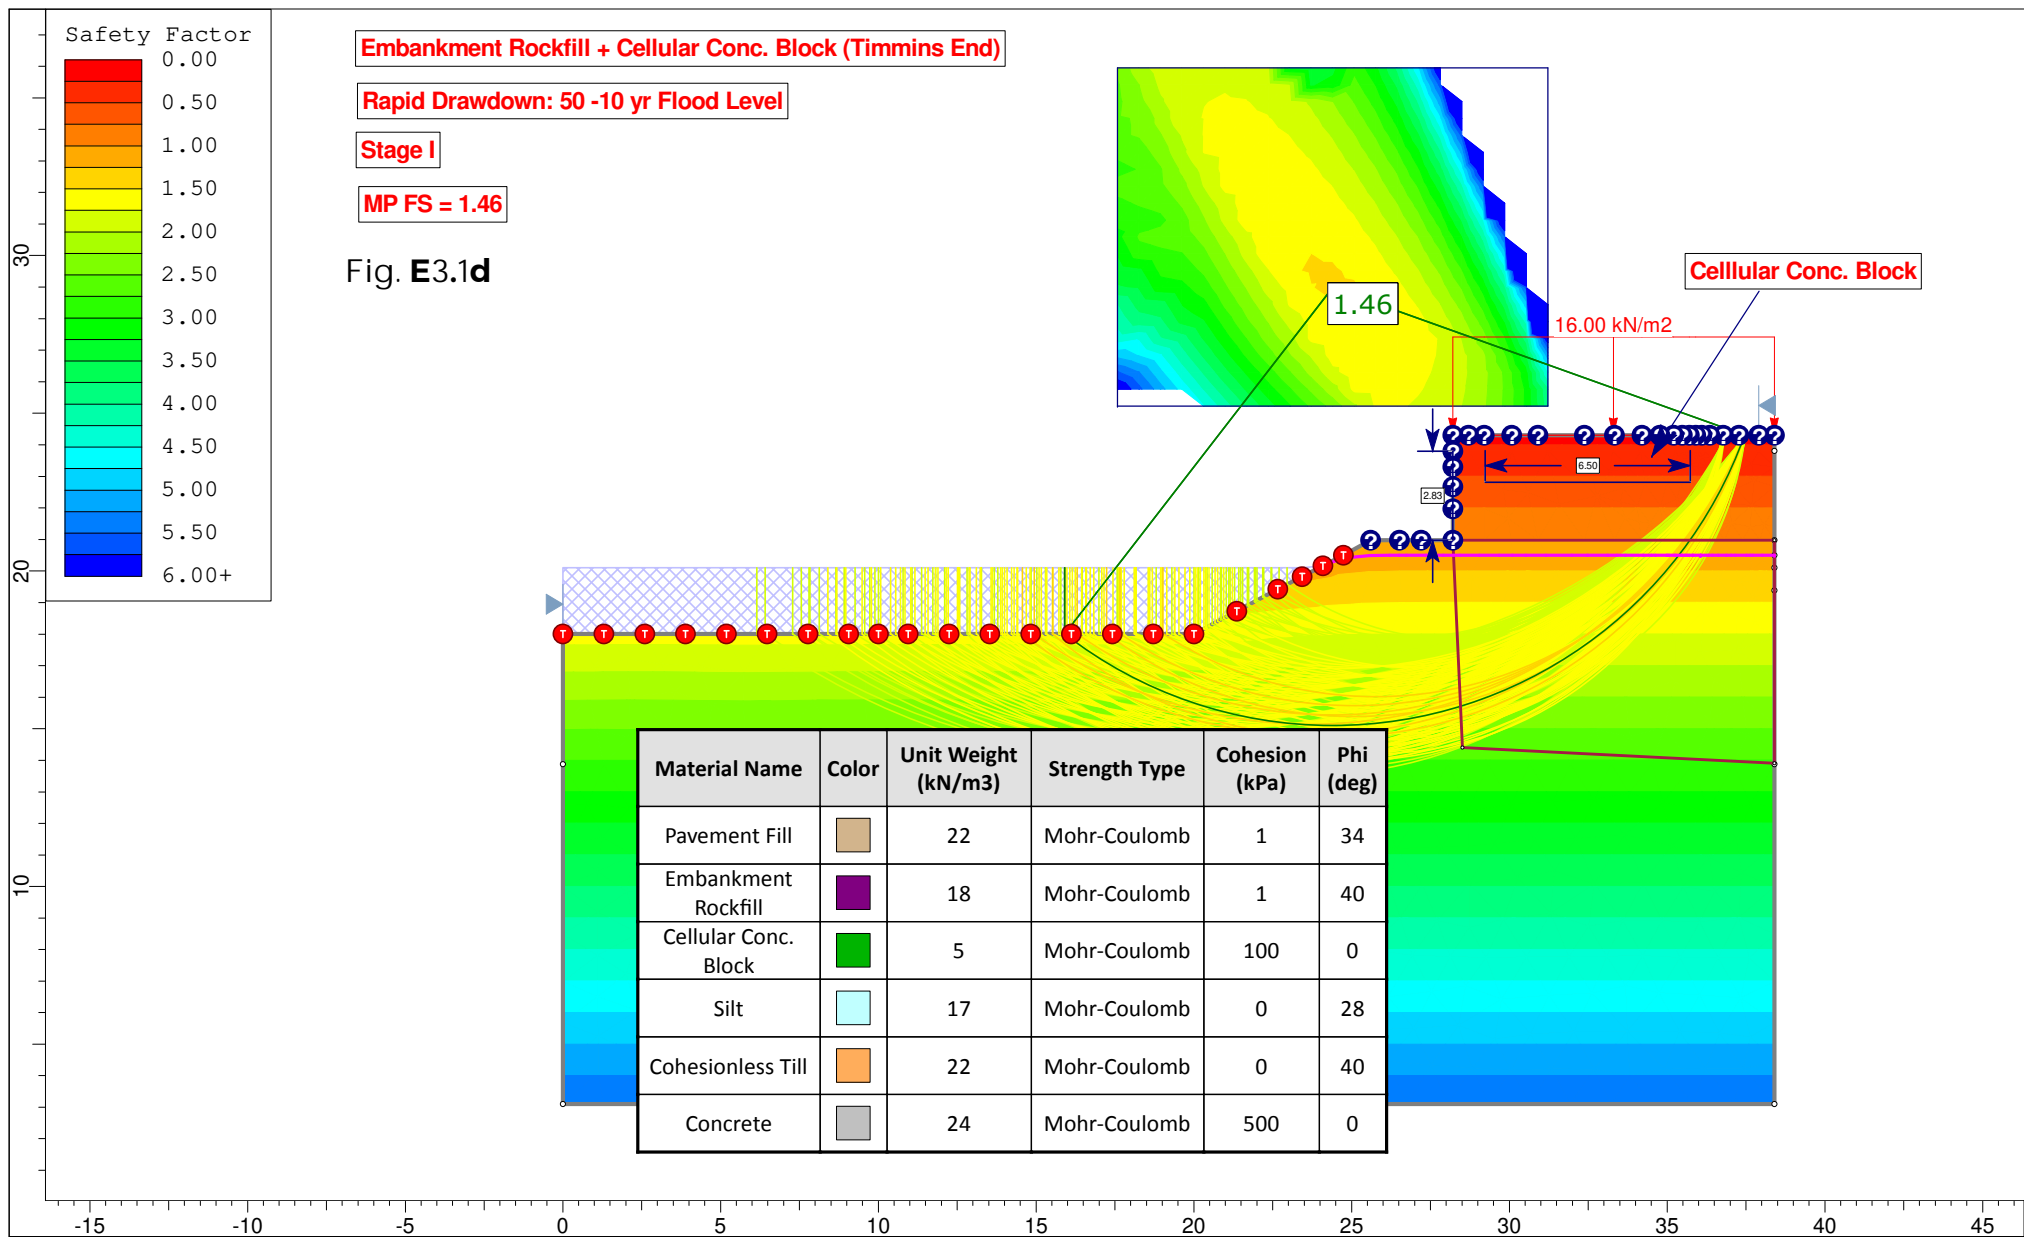 Safety Factor
0.00
0.50
1.00
1.50
2.00
2.50
3.00
3.50
4.00
4.50
5.00
5.50
6.00+
Embankment Rockfill + Cellular Conc. Block (Timmins End)
Rapid Drawdown: 50 -10 yr Flood Level
Stage I
MP FS = 1.46
Fig. E3.1d
1.46
Celllular Conc. Block
16.00 kN/m2
6.50
2.83
? ? ? ? ? ? ? ? ? ? ? ? ? ? ? ? ?
? ? ? ?
? ? ? ?
T T T T
T T
T T T T T T T T T T T T T T T T
Material Name Color Unit Weight (kN/m3) Strength Type Cohesion (kPa) Phi (deg)
Pavement Fill 22 Mohr-Coulomb 1 34
Embankment Rockfill 18 Mohr-Coulomb 1 40
Cellular Conc. Block 5 Mohr-Coulomb 100 0
Silt 17 Mohr-Coulomb 0 28
Cohesionless Till 22 Mohr-Coulomb 0 40
Concrete 24 Mohr-Coulomb 500 0
30
20
10
-15 -10 -5 0 5 10 15 20 25 30 35 40 45